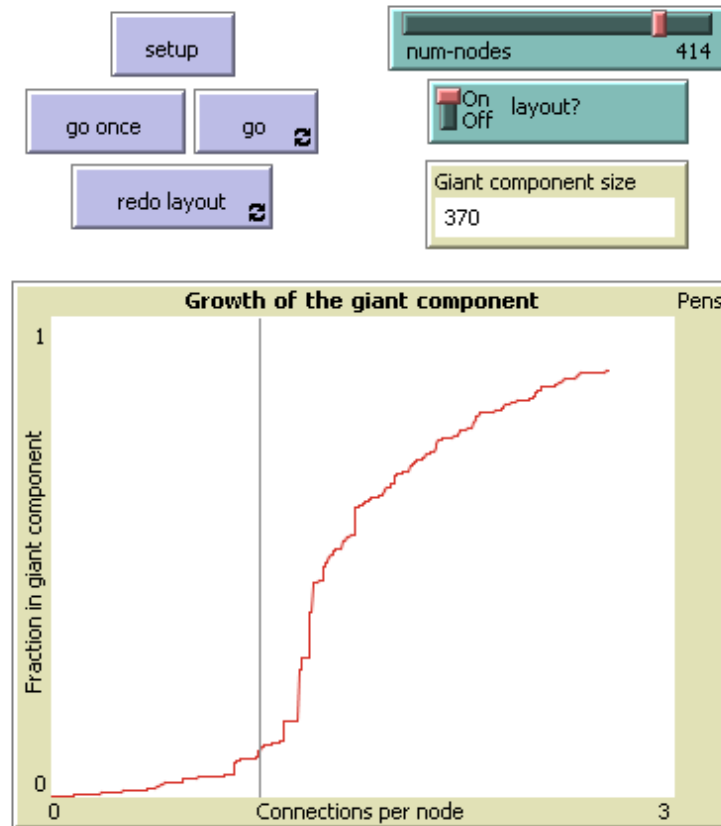 setup
num-nodes 414
go once
go
On
Off
layout?
redo layout
Giant component size
370
Growth of the giant component
Pens
1
Fraction in giant component
0
0
Connections per node
3